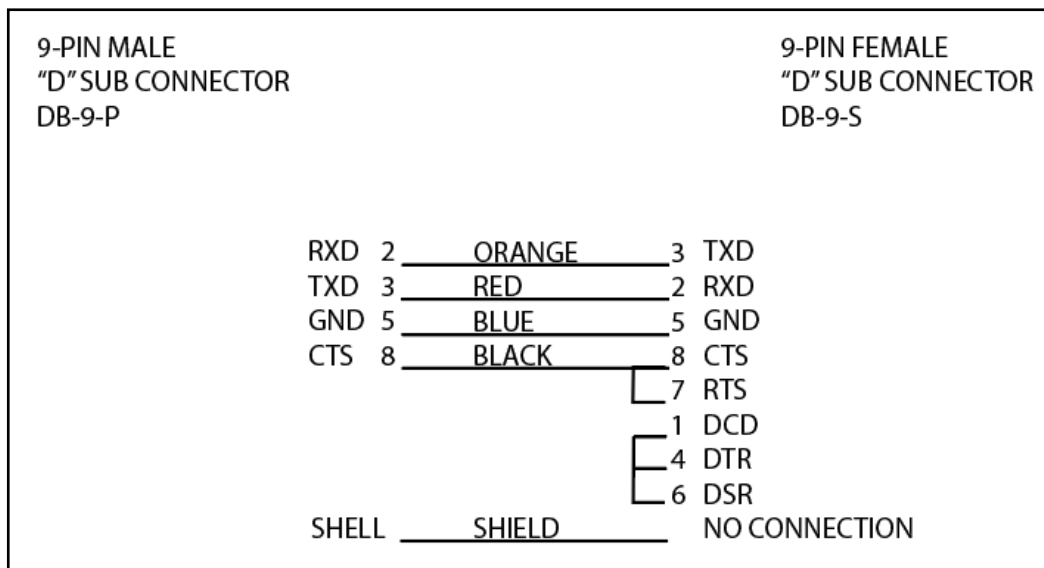 9-PIN MALE
“D” SUB CONNECTOR
DB-9-P
9-PIN FEMALE
“D” SUB CONNECTOR
DB-9-S
RXD 2 ORANGE 3 TXD
TXD 3 RED 2 RXD
GND 5 BLUE 5 GND
CTS 8 BLACK 8 CTS
7 RTS
1 DCD
4 DTR
6 DSR
SHELL SHIELD NO CONNECTION